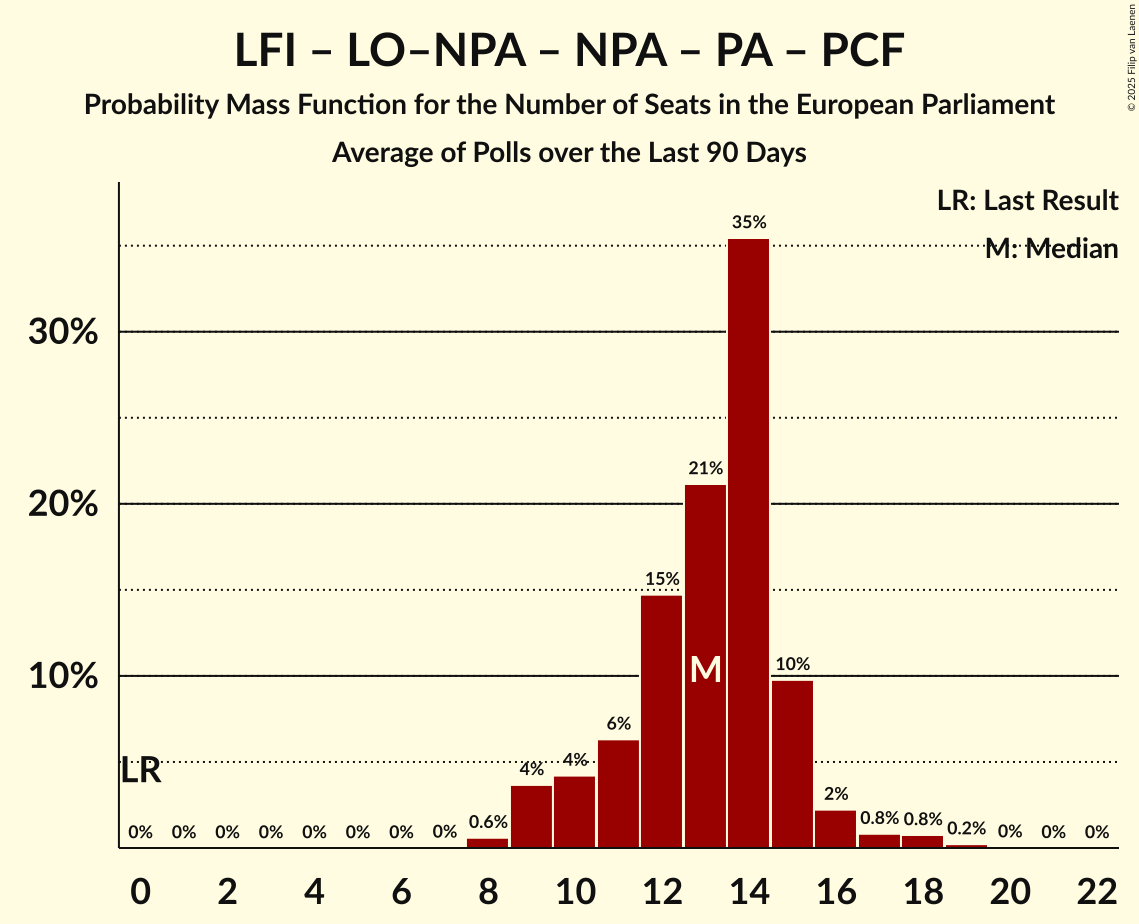 LFI – LO–NPA – NPA – PA – PCF
Probability Mass Function for the Number of Seats in the European Parliament
Average of Polls over the Last 90 Days
© 2025 Filip van Laenen
LR: Last Result
M: Median
30%
20%
10%
LR
M
0%
0%
0%
0%
0%
0%
0%
0%
0.6%
4%
4%
6%
15%
21%
35%
10%
2%
0.8%
0.8%
0.2%
0%
0%
0%
0 2 4 6 8 10 12 14 16 18 20 22